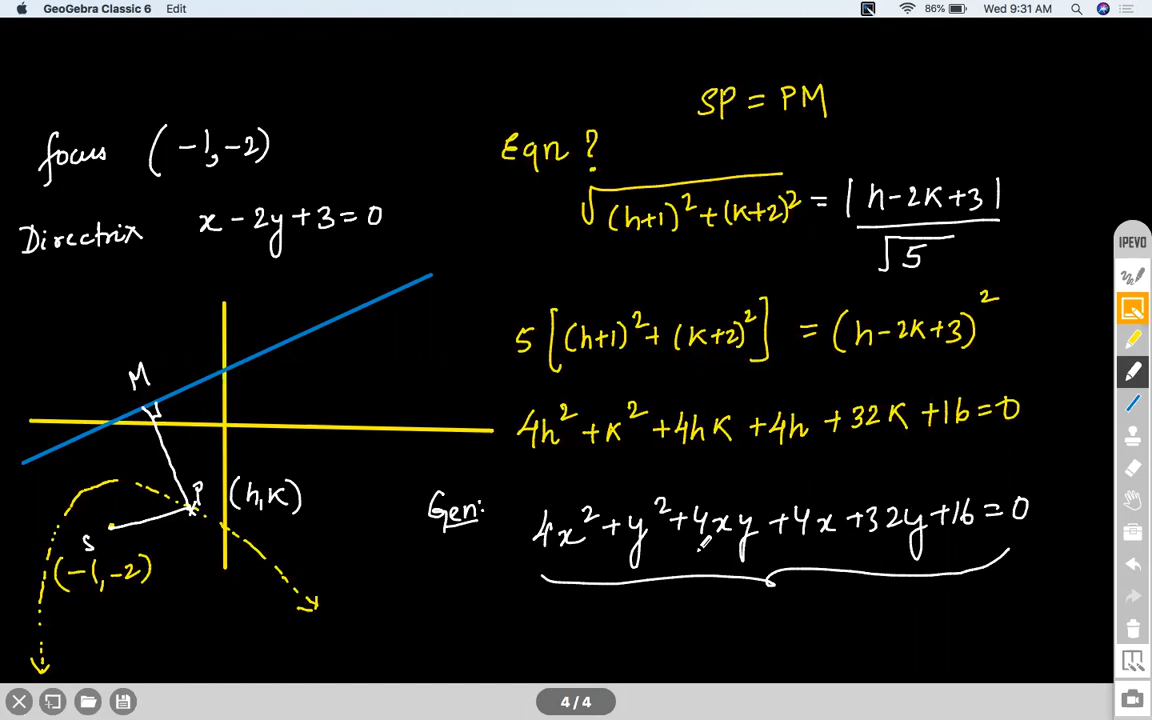 GeoGebra Classic 6 Edit 86% Wed 9:31 AM
SP = PM
focus (-1, -2)
Eqn ?
√(h+1)² + (k+2)² = |h-2k+3| / √5
Directrix x - 2y + 3 = 0
5 [(h+1)² + (k+2)²] = (h-2k+3)²
4h² + k² + 4hk + 4h + 32k + 16 = 0
M
P (h, k)
S
(-1, -2)
Gen: 4x² + y² + 4xy + 4x + 32y + 16 = 0
IPEVO
4 / 4